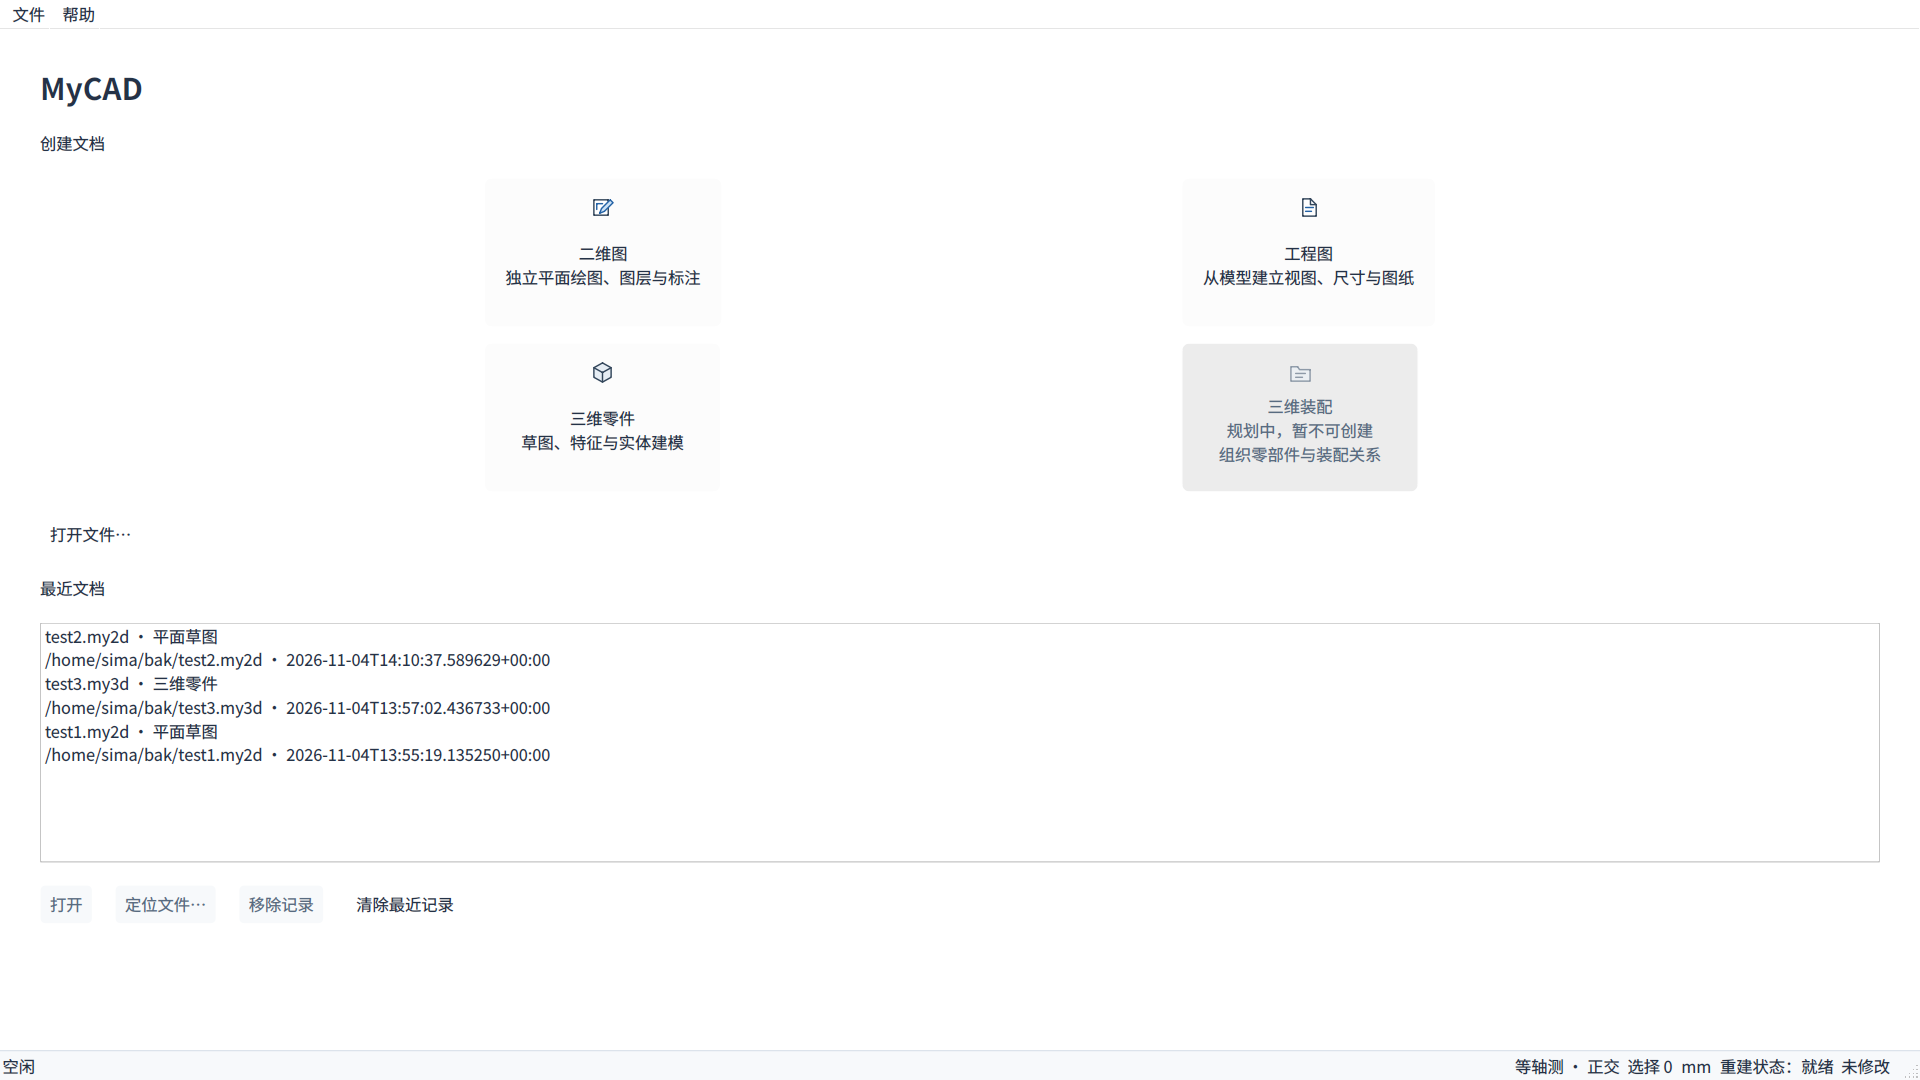 文件 帮助
MyCAD
创建文档
二维图
独立平面绘图、图层与标注
工程图
从模型建立视图、尺寸与图纸
三维零件
草图、特征与实体建模
三维装配
规划中，暂不可创建
组织零部件与装配关系
打开文件…
最近文档
test2.my2d • 平面草图
/home/sima/bak/test2.my2d • 2026-11-04T14:10:37.589629+00:00
test3.my3d • 三维零件
/home/sima/bak/test3.my3d • 2026-11-04T13:57:02.436733+00:00
test1.my2d • 平面草图
/home/sima/bak/test1.my2d • 2026-11-04T13:55:19.135250+00:00
打开 定位文件… 移除记录 清除最近记录
空闲 等轴测 • 正交 选择 0 mm 重建状态：就绪 未修改